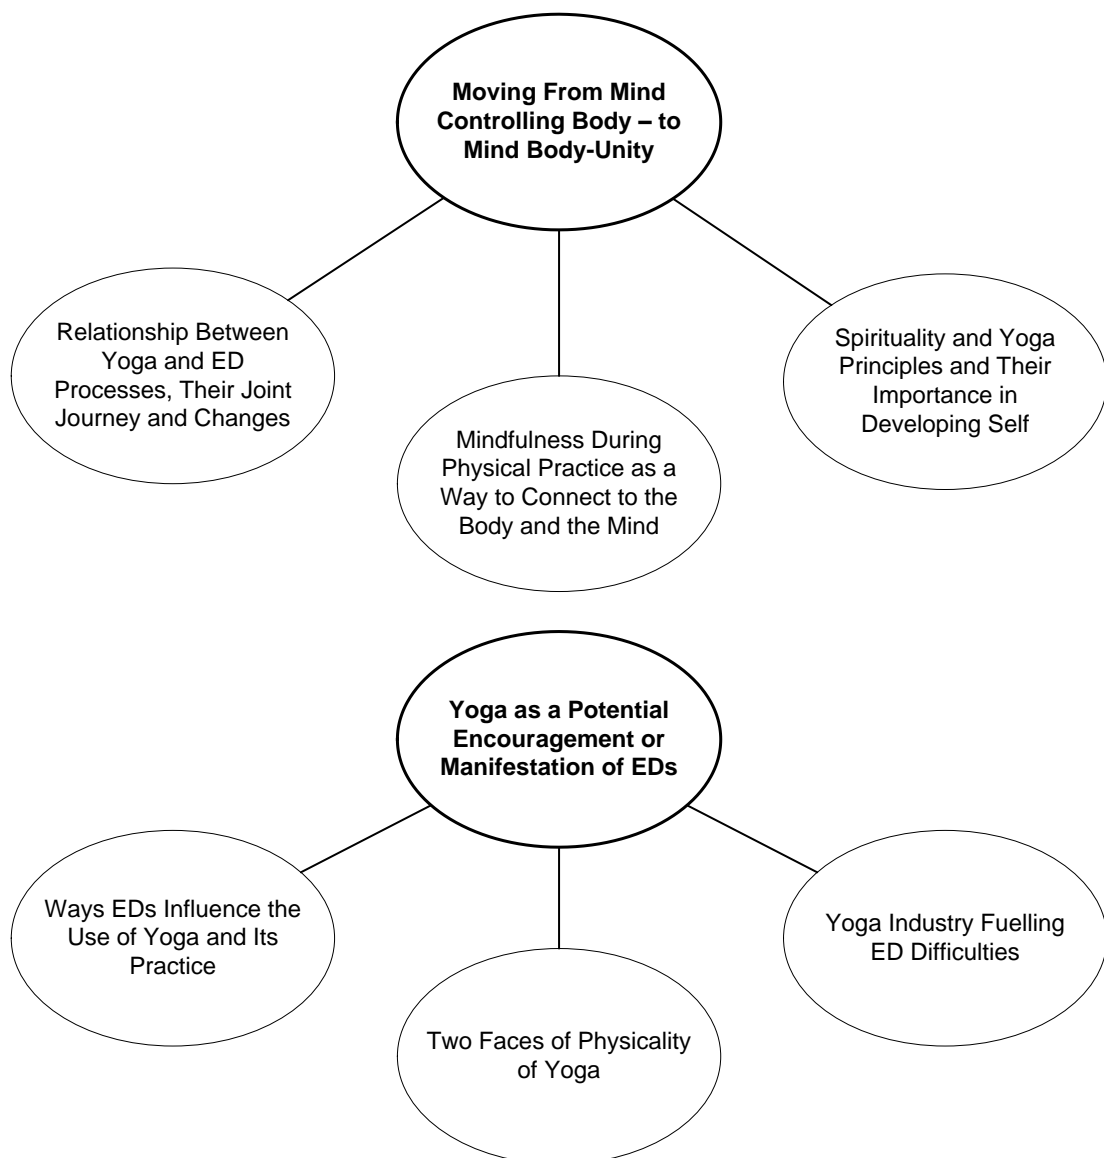 Moving From Mind
Controlling Body – to
Mind Body-Unity
Relationship Between
Yoga and ED
Processes, Their Joint
Journey and Changes
Mindfulness During
Physical Practice as a
Way to Connect to the
Body and the Mind
Spirituality and Yoga
Principles and Their
Importance in
Developing Self
Yoga as a Potential
Encouragement or
Manifestation of EDs
Ways EDs Influence the
Use of Yoga and Its
Practice
Two Faces of Physicality
of Yoga
Yoga Industry Fuelling
ED Difficulties